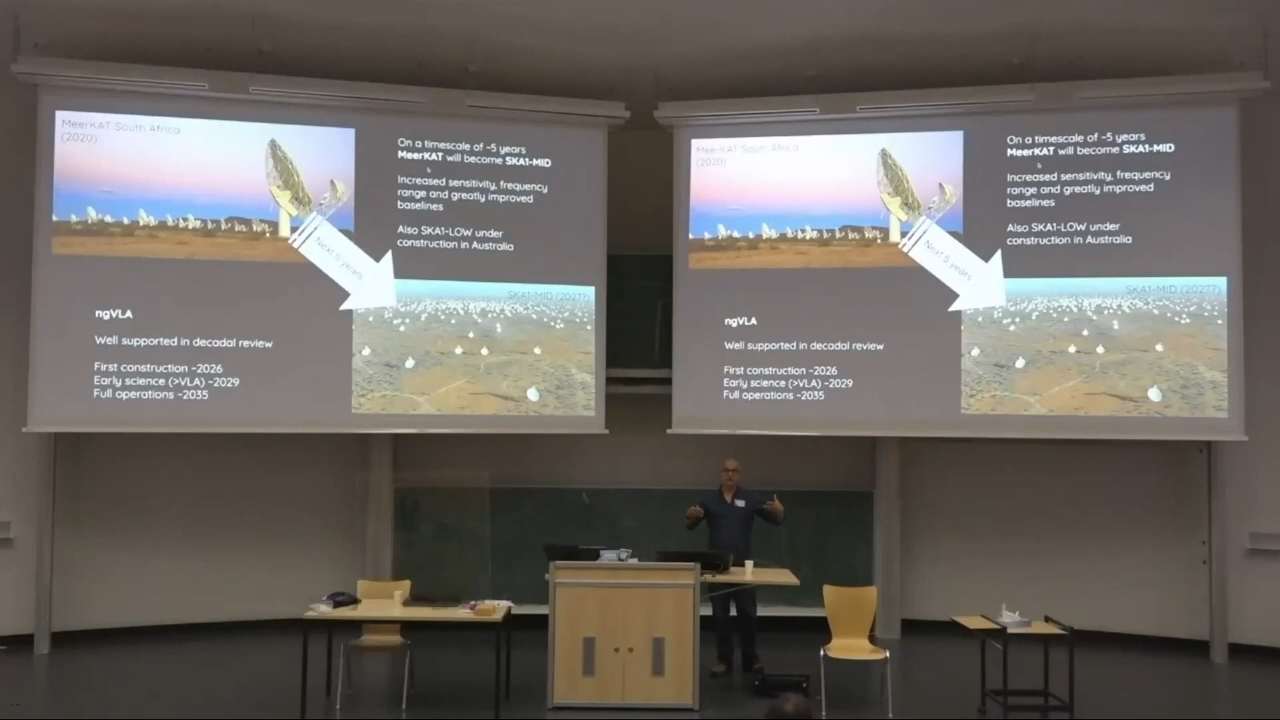 MeerKAT South Africa
(2020)
On a timescale of ~5 years
MeerKAT will become SKA1-MID
Increased sensitivity, frequency
range and greatly improved
baselines
Also SKA1-LOW under
construction in Australia
Next 5 years
SKA1-MID (2027?)
ngVLA
Well supported in decadal review
First construction ~2026
Early science (>VLA) ~2029
Full operations ~2035
MeerKAT South Africa
(2020)
On a timescale of ~5 years
MeerKAT will become SKA1-MID
Increased sensitivity, frequency
range and greatly improved
baselines
Also SKA1-LOW under
construction in Australia
Next 5 years
SKA1-MID (2027?)
ngVLA
Well supported in decadal review
First construction ~2026
Early science (>VLA) ~2029
Full operations ~2035